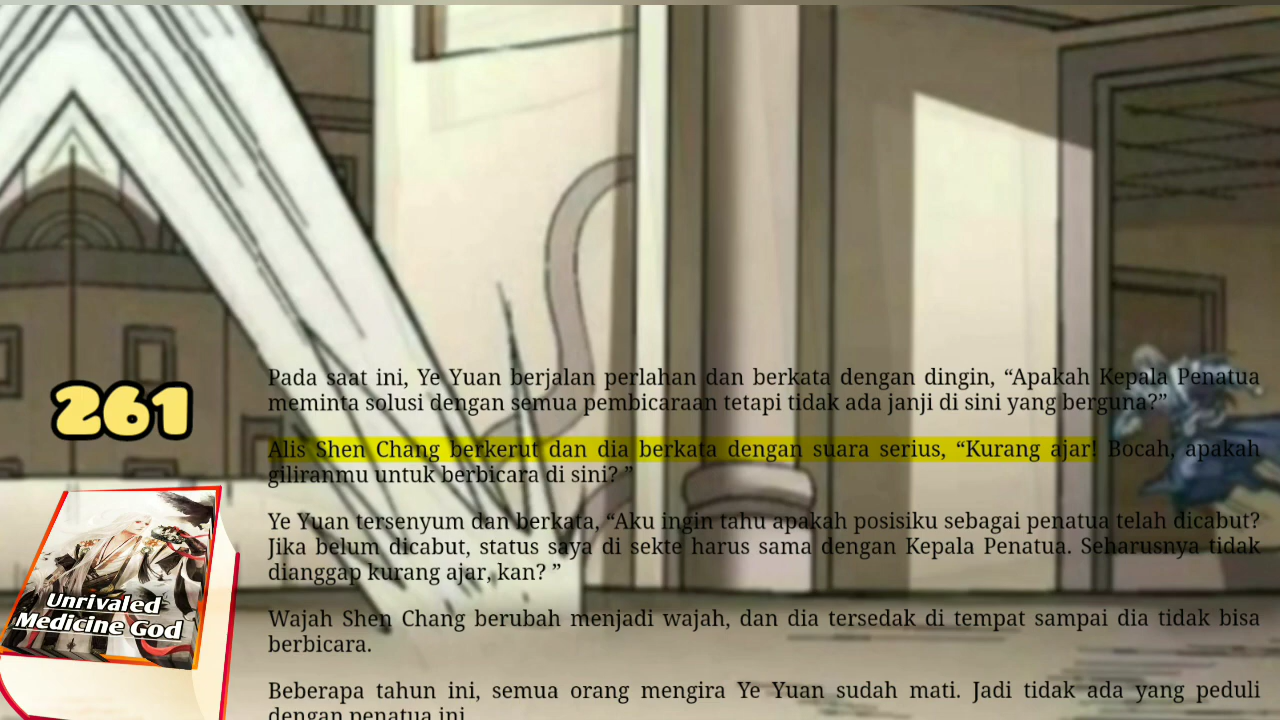 Pada saat ini, Ye Yuan berjalan perlahan dan berkata dengan dingin, “Apakah Kepala Penatua
meminta solusi dengan semua pembicaraan tetapi tidak ada janji di sini yang berguna?”
Alis Shen Chang berkerut dan dia berkata dengan suara serius, “Kurang ajar! Bocah, apakah
giliranmu untuk berbicara di sini? ”
Ye Yuan tersenyum dan berkata, “Aku ingin tahu apakah posisiku sebagai penatua telah dicabut?
Jika belum dicabut, status saya di sekte harus sama dengan Kepala Penatua. Seharusnya tidak
dianggap kurang ajar, kan? ”
Wajah Shen Chang berubah menjadi wajah, dan dia tersedak di tempat sampai dia tidak bisa
berbicara.
Beberapa tahun ini, semua orang mengira Ye Yuan sudah mati. Jadi tidak ada yang peduli
dengan penatua ini
261
Unrivaled
Medicine God